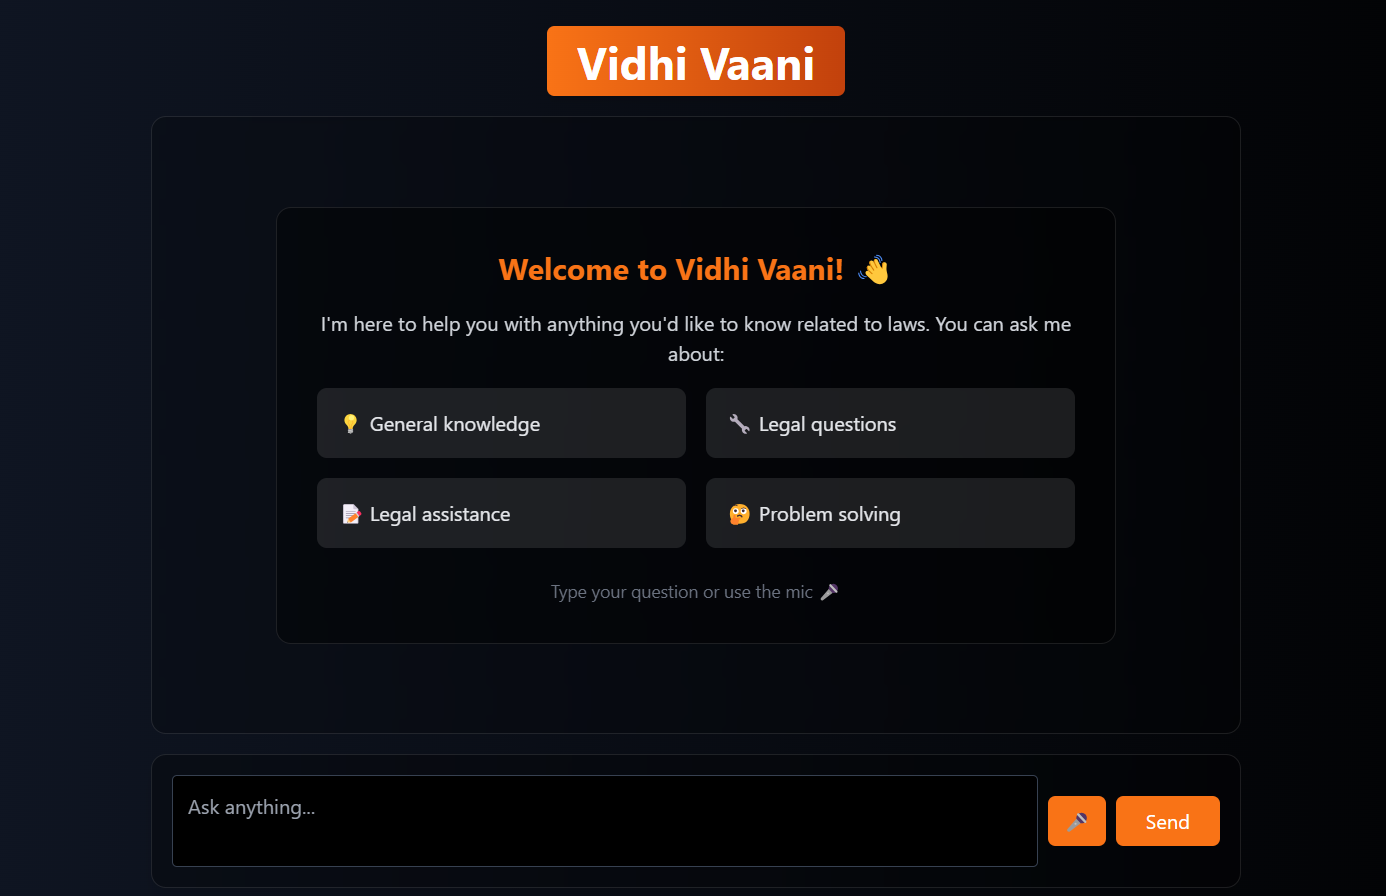 Vidhi Vaani
Welcome to Vidhi Vaani! 👋
I'm here to help you with anything you'd like to know related to laws. You can ask me
about:
💡 General knowledge
🔧 Legal questions
📝 Legal assistance
🤔 Problem solving
Type your question or use the mic 🎤
Ask anything...
🎤 Send